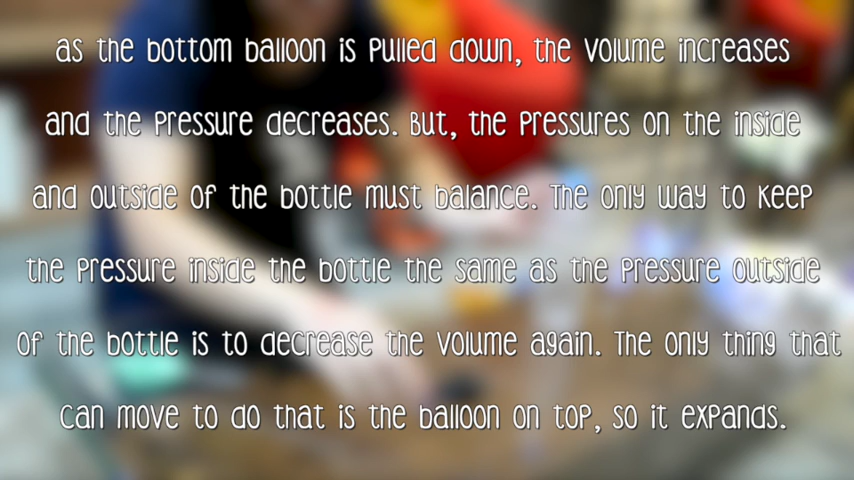 as the bottom balloon is pulled down, the volume increases
and the pressure decreases. But, the pressures on the inside
and outside of the bottle must balance. The only way to keep
the pressure inside the bottle the same as the pressure outside
of the bottle is to decrease the volume again. The only thing that
can move to do that is the balloon on top, so it expands.